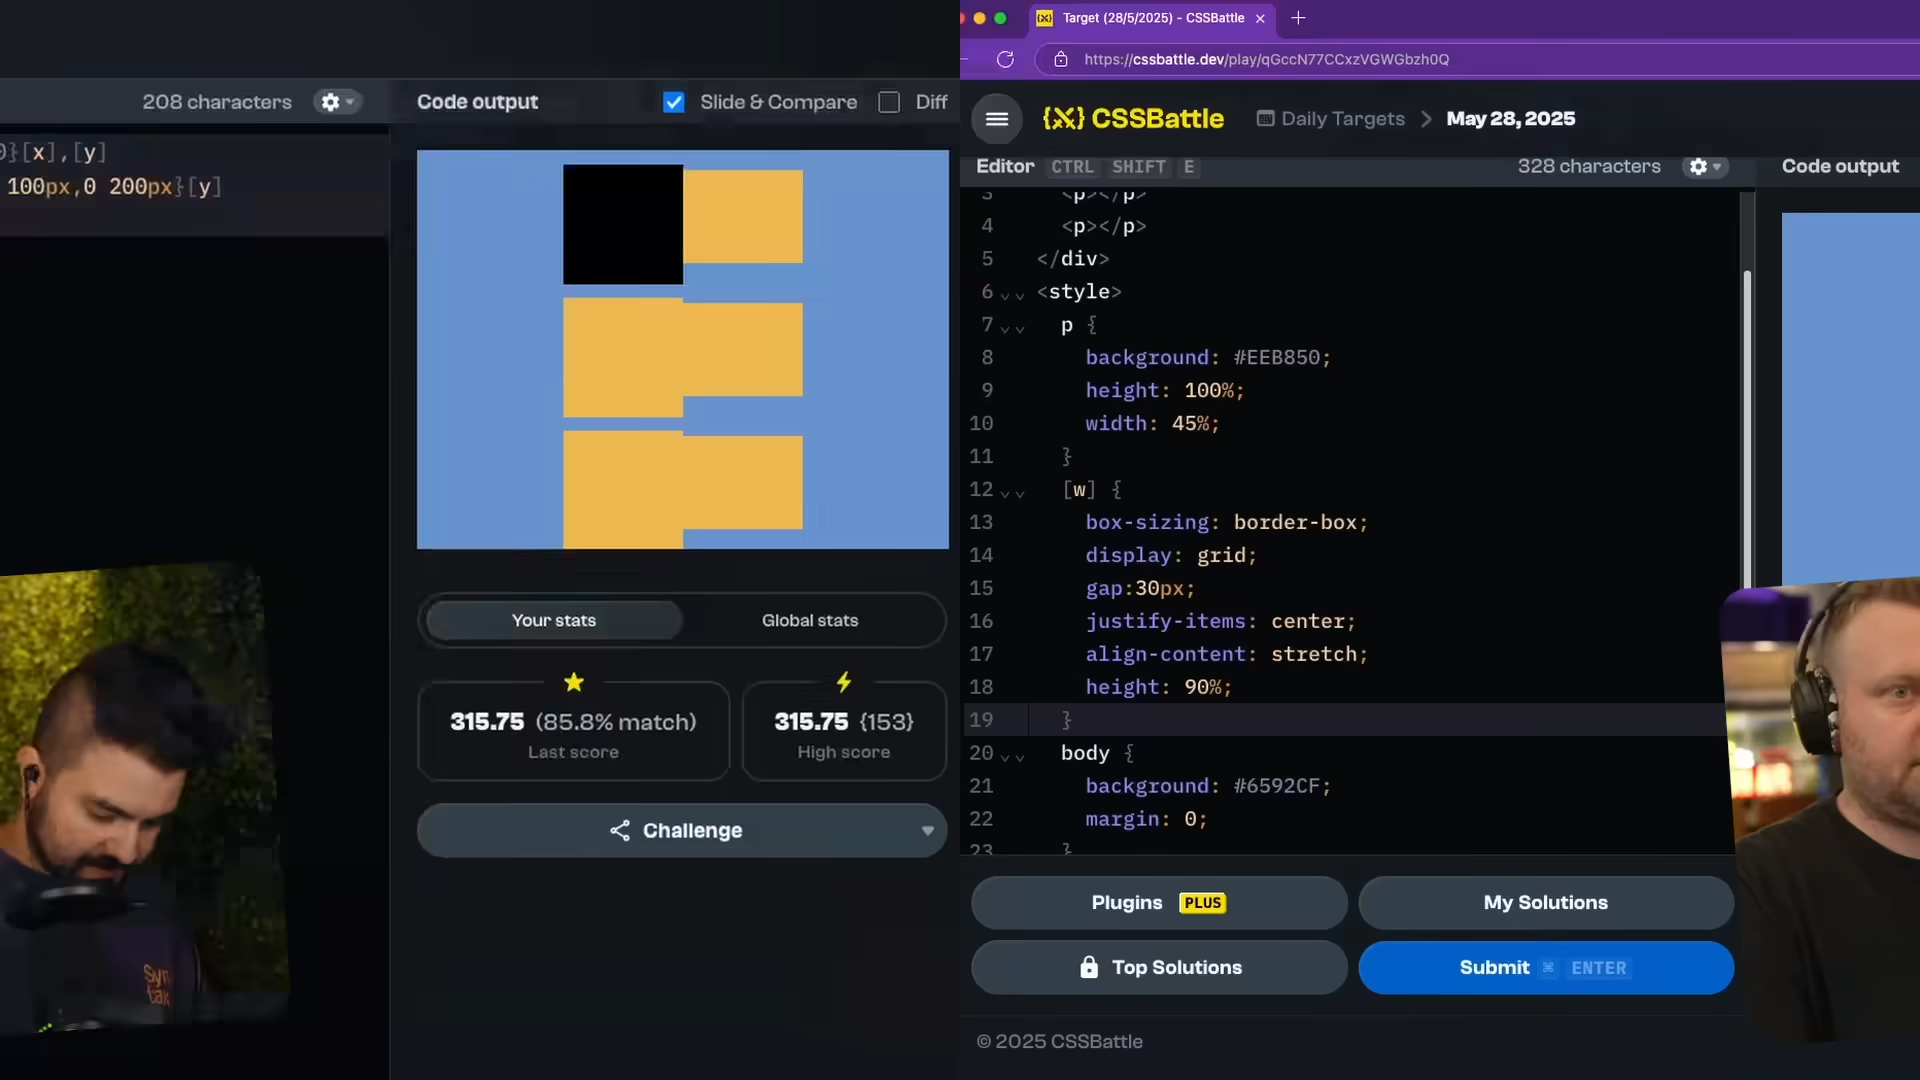 208 characters
Code output
Slide & Compare
Diff
0}[x],[y]
100px,0 200px}[y]
Your stats
Global stats
315.75 (85.8% match)
Last score
315.75 {153}
High score
Challenge
Syn
tax
Target (28/5/2025) - CSSBattle
https://cssbattle.dev/play/qGccN77CCxzVGWGbzh0Q
{X} CSSBattle
Daily Targets > May 28, 2025
Editor CTRL SHIFT E
328 characters
Code output
3 <p></p>
4 <p></p>
5 </div>
6 <style>
7 p {
8 background: #EEB850;
9 height: 100%;
10 width: 45%;
11 }
12 [w] {
13 box-sizing: border-box;
14 display: grid;
15 gap:30px;
16 justify-items: center;
17 align-content: stretch;
18 height: 90%;
19 }
20 body {
21 background: #6592CF;
22 margin: 0;
23 }
Plugins PLUS
My Solutions
Top Solutions
Submit ⌘ ENTER
© 2025 CSSBattle